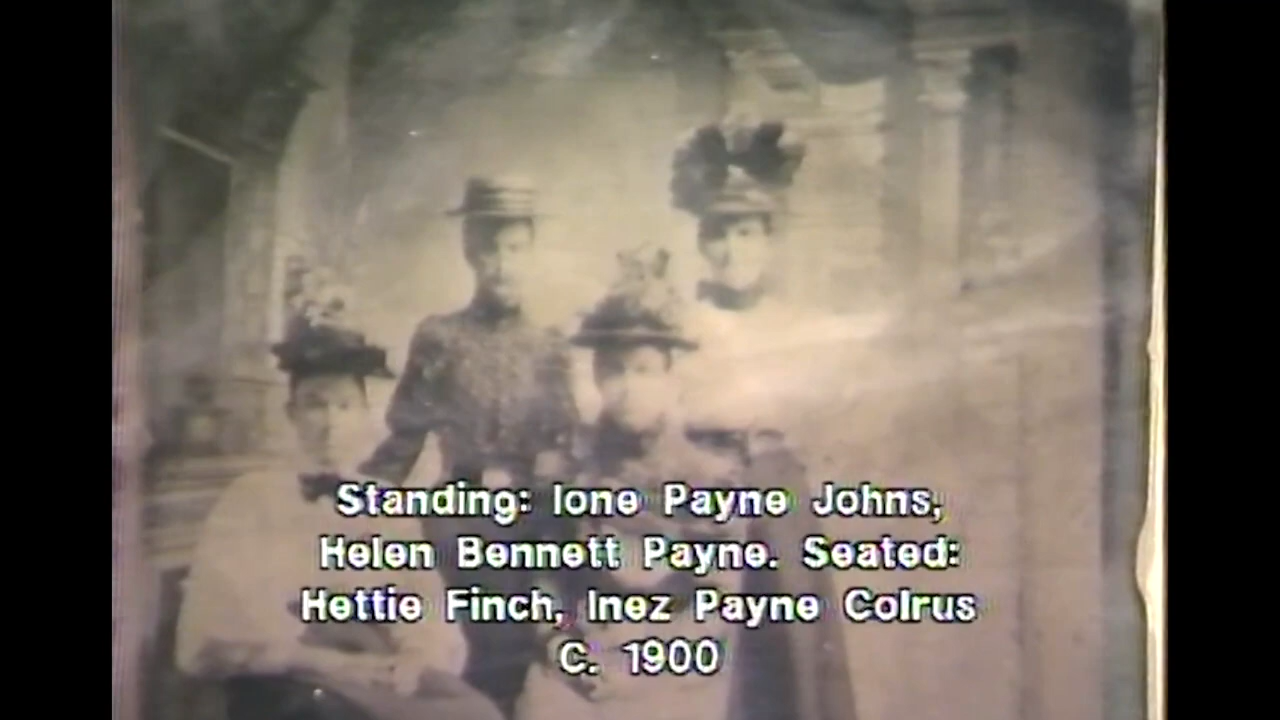 Standing: Ione Payne Johns,
Helen Bennett Payne. Seated:
Hettie Finch, Inez Payne Colrus
C. 1900